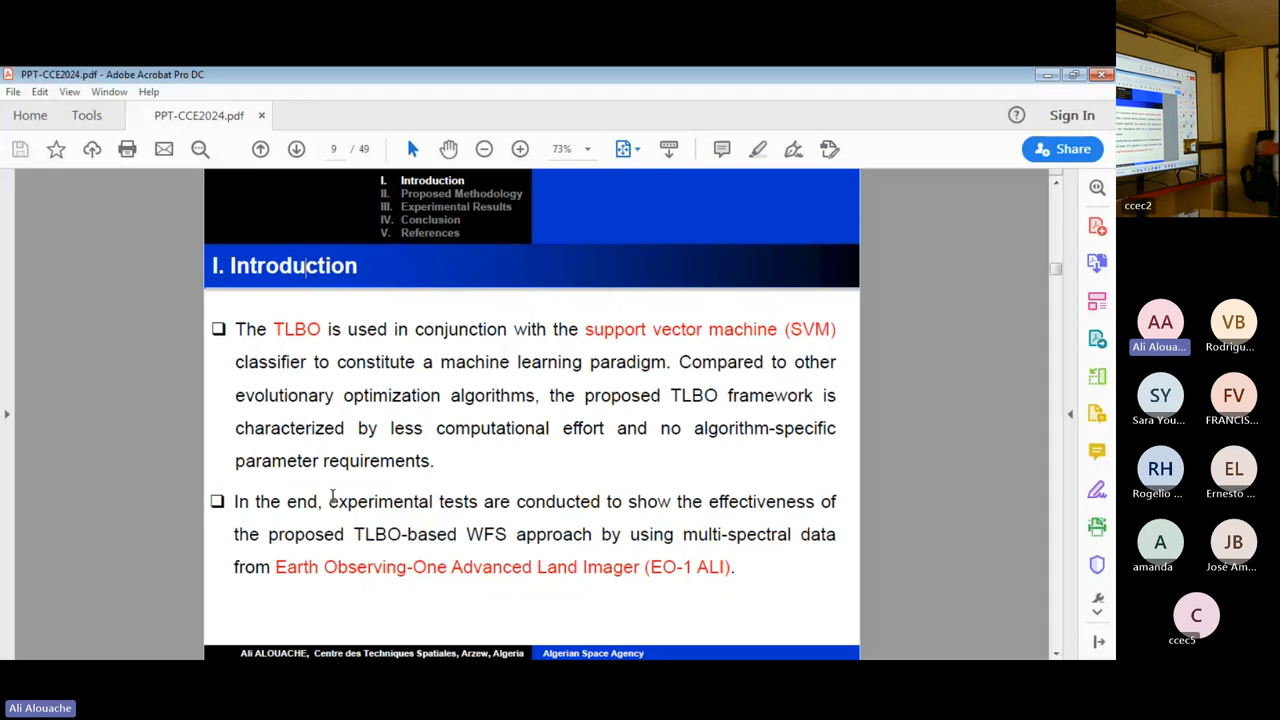 PPT-CCE2024.pdf - Adobe Acrobat Pro DC
File Edit View Window Help
Home Tools PPT-CCE2024.pdf × ? Sign In
9 / 49 73% Share
I. Introduction
II. Proposed Methodology
III. Experimental Results
IV. Conclusion
V. References
I. Introduction
The TLBO is used in conjunction with the support vector machine (SVM)
classifier to constitute a machine learning paradigm. Compared to other
evolutionary optimization algorithms, the proposed TLBO framework is
characterized by less computational effort and no algorithm-specific
parameter requirements.
In the end, experimental tests are conducted to show the effectiveness of
the proposed TLBO-based WFS approach by using multi-spectral data
from Earth Observing-One Advanced Land Imager (EO-1 ALI).
Ali ALOUACHE, Centre des Techniques Spatiales, Arzew, Algeria Algerian Space Agency
Ali Alouache
ccec2
AA VB
Ali Aloua... Rodrigu...
SY FV
Sara You... FRANCIS...
RH EL
Rogelio ... Ernesto ...
A JB
amanda José Am...
C
ccec5